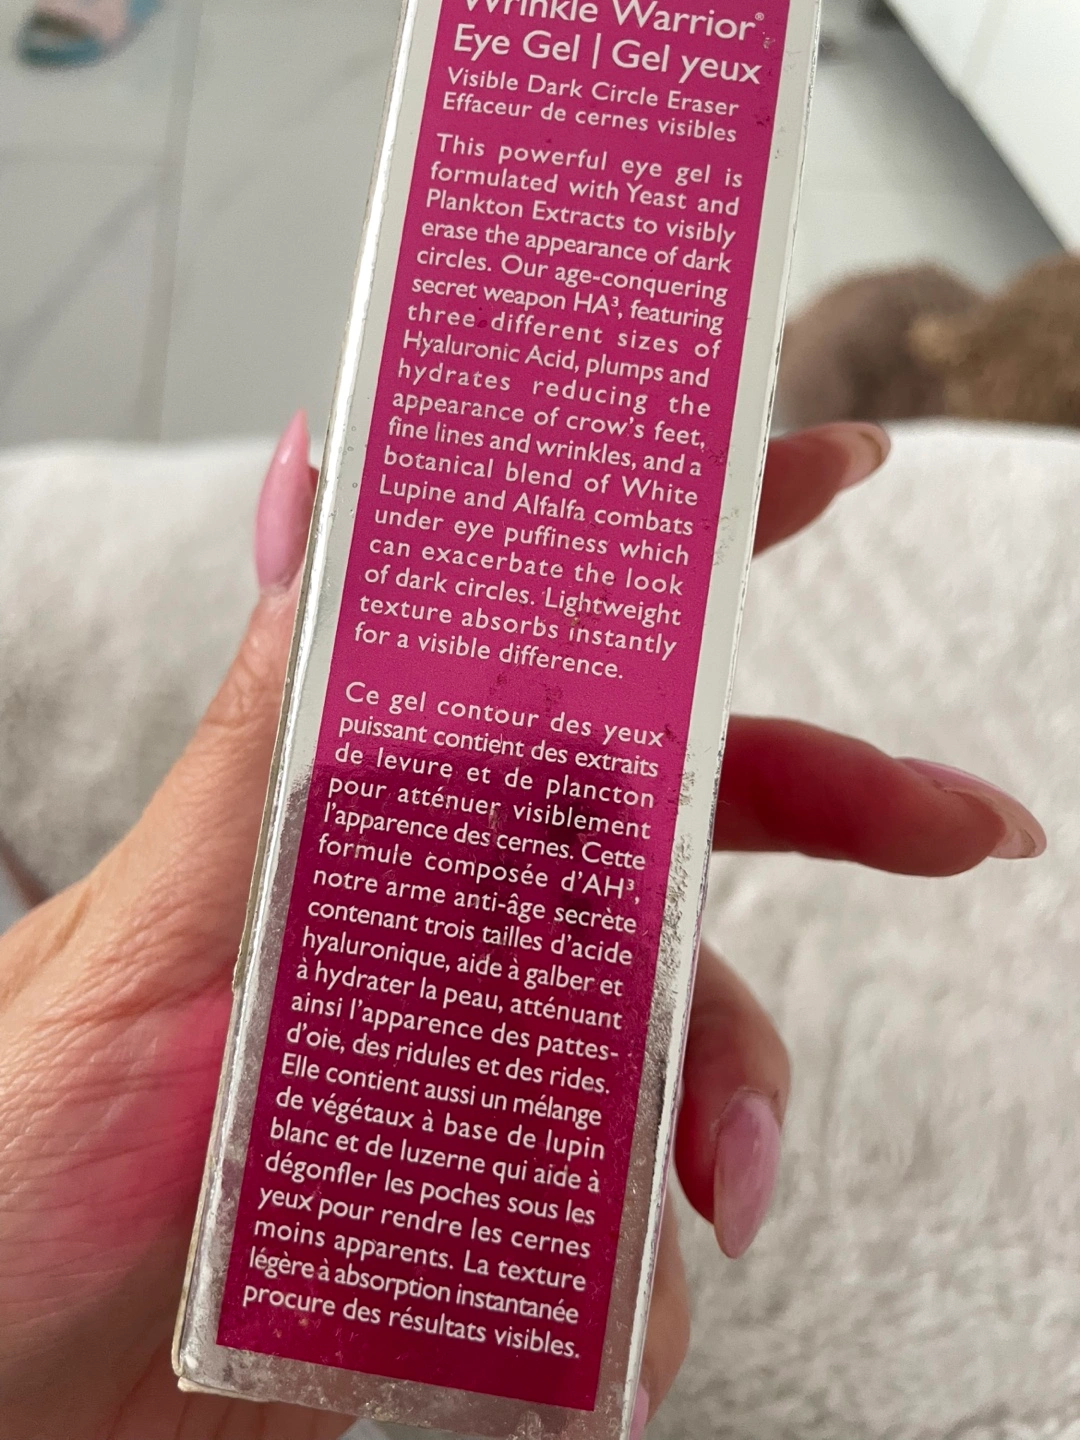 Wrinkle Warrior®
Eye Gel | Gel yeux
Visible Dark Circle Eraser
Effaceur de cernes visibles
This powerful eye gel is
formulated with Yeast and
Plankton Extracts to visibly
erase the appearance of dark
circles. Our age-conquering
secret weapon HA³, featuring
three different sizes of
Hyaluronic Acid, plumps and
hydrates reducing the
appearance of crow's feet,
fine lines and wrinkles, and a
botanical blend of White
Lupine and Alfalfa combats
under eye puffiness which
can exacerbate the look
of dark circles. Lightweight
texture absorbs instantly
for a visible difference.
Ce gel contour des yeux
puissant contient des extraits
de levure et de plancton
pour atténuer visiblement
l'apparence des cernes. Cette
formule composée d'AH³,
notre arme anti-âge secrète
contenant trois tailles d'acide
hyaluronique, aide à galber et
à hydrater la peau, atténuant
ainsi l'apparence des pattes-
d'oie, des ridules et des rides.
Elle contient aussi un mélange
de végétaux à base de lupin
blanc et de luzerne qui aide à
dégonfler les poches sous les
yeux pour rendre les cernes
moins apparents. La texture
légère à absorption instantanée
procure des résultats visibles.